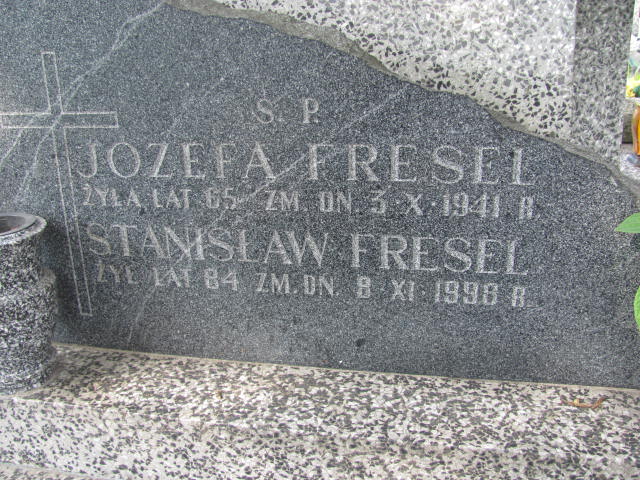 S. P.
JÓZEFA FRESEL
ŻYŁA LAT 65 ZM. DN. 3. X. 1941 R.
STANISŁAW FRESEL
ŻYŁ LAT 84 ZM. DN. 8 XI 1996 R.